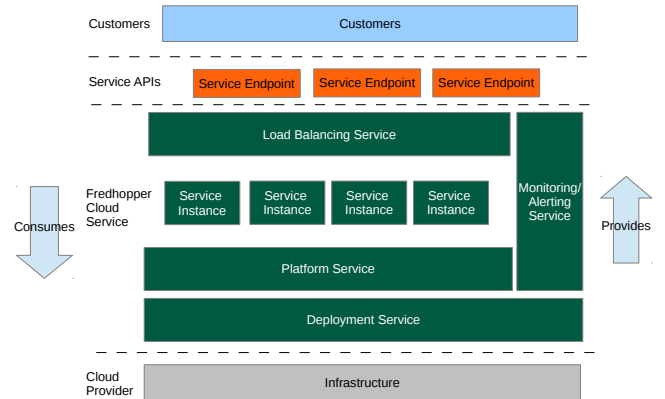 Customers
Customers
Service APIs
Service Endpoint
Service Endpoint
Service Endpoint
Load Balancing Service
Monitoring/
Alerting
Service
Fredhopper
Cloud
Service
Service
Instance
Service
Instance
Service
Instance
Service
Instance
Consumes
Provides
Platform Service
Deployment Service
Cloud
Provider
Infrastructure